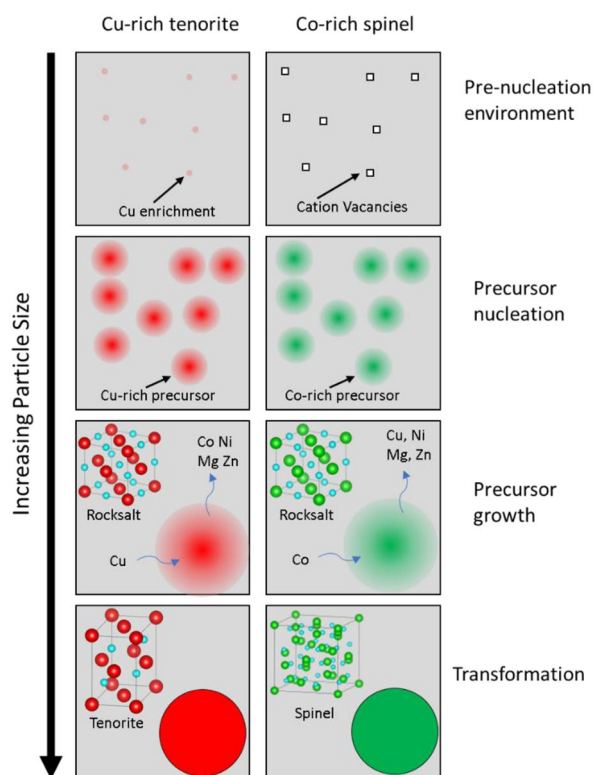 Cu-rich tenorite
Co-rich spinel
Increasing Particle Size
Cu enrichment
Cation Vacancies
Pre-nucleation
environment
Cu-rich precursor
Co-rich precursor
Precursor
nucleation
Co Ni
Mg Zn
Rocksalt
Cu
Cu, Ni
Mg, Zn
Rocksalt
Co
Precursor
growth
Tenorite
Spinel
Transformation